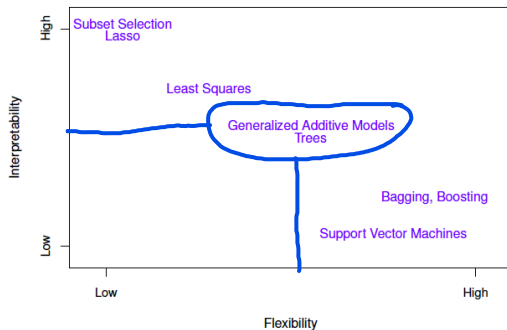 High
Subset Selection
Lasso
Least Squares
Interpretability
Generalized Additive Models
Trees
Bagging, Boosting
Support Vector Machines
Low
Low
High
Flexibility